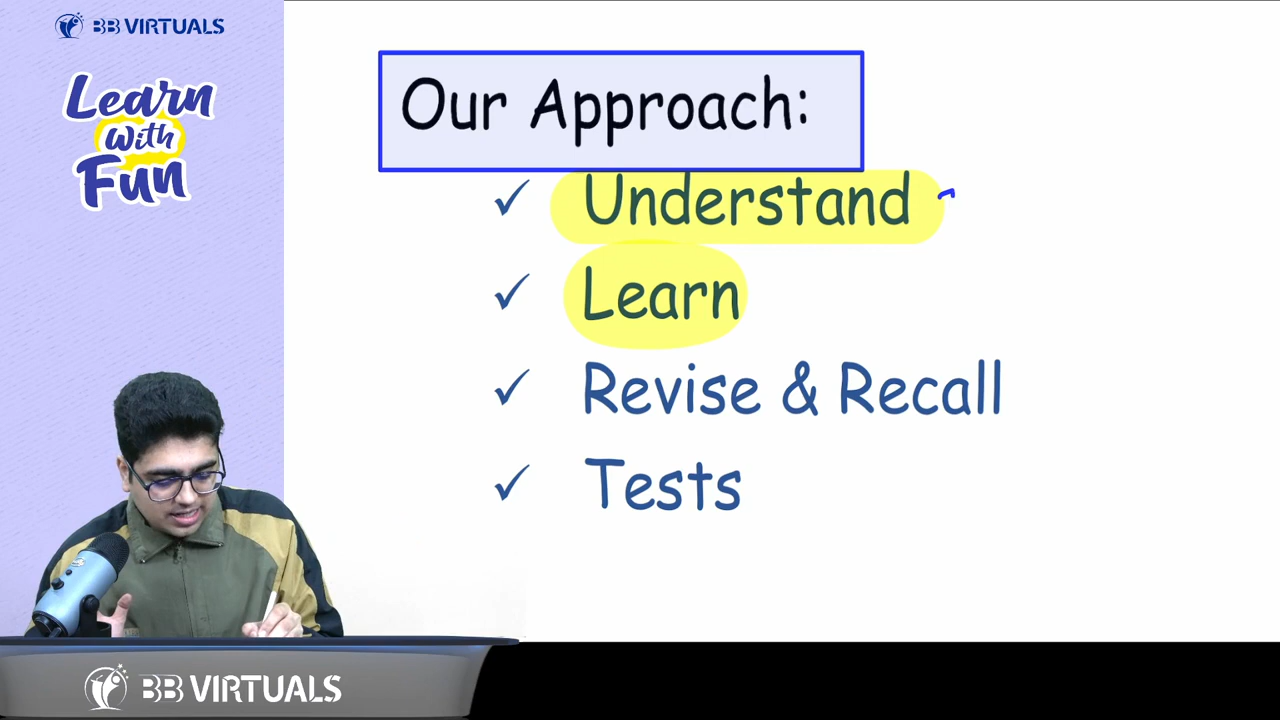 BB VIRTUALS
Learn
With
Fun
Our Approach:
✓ Understand
✓ Learn
✓ Revise & Recall
✓ Tests
BB VIRTUALS